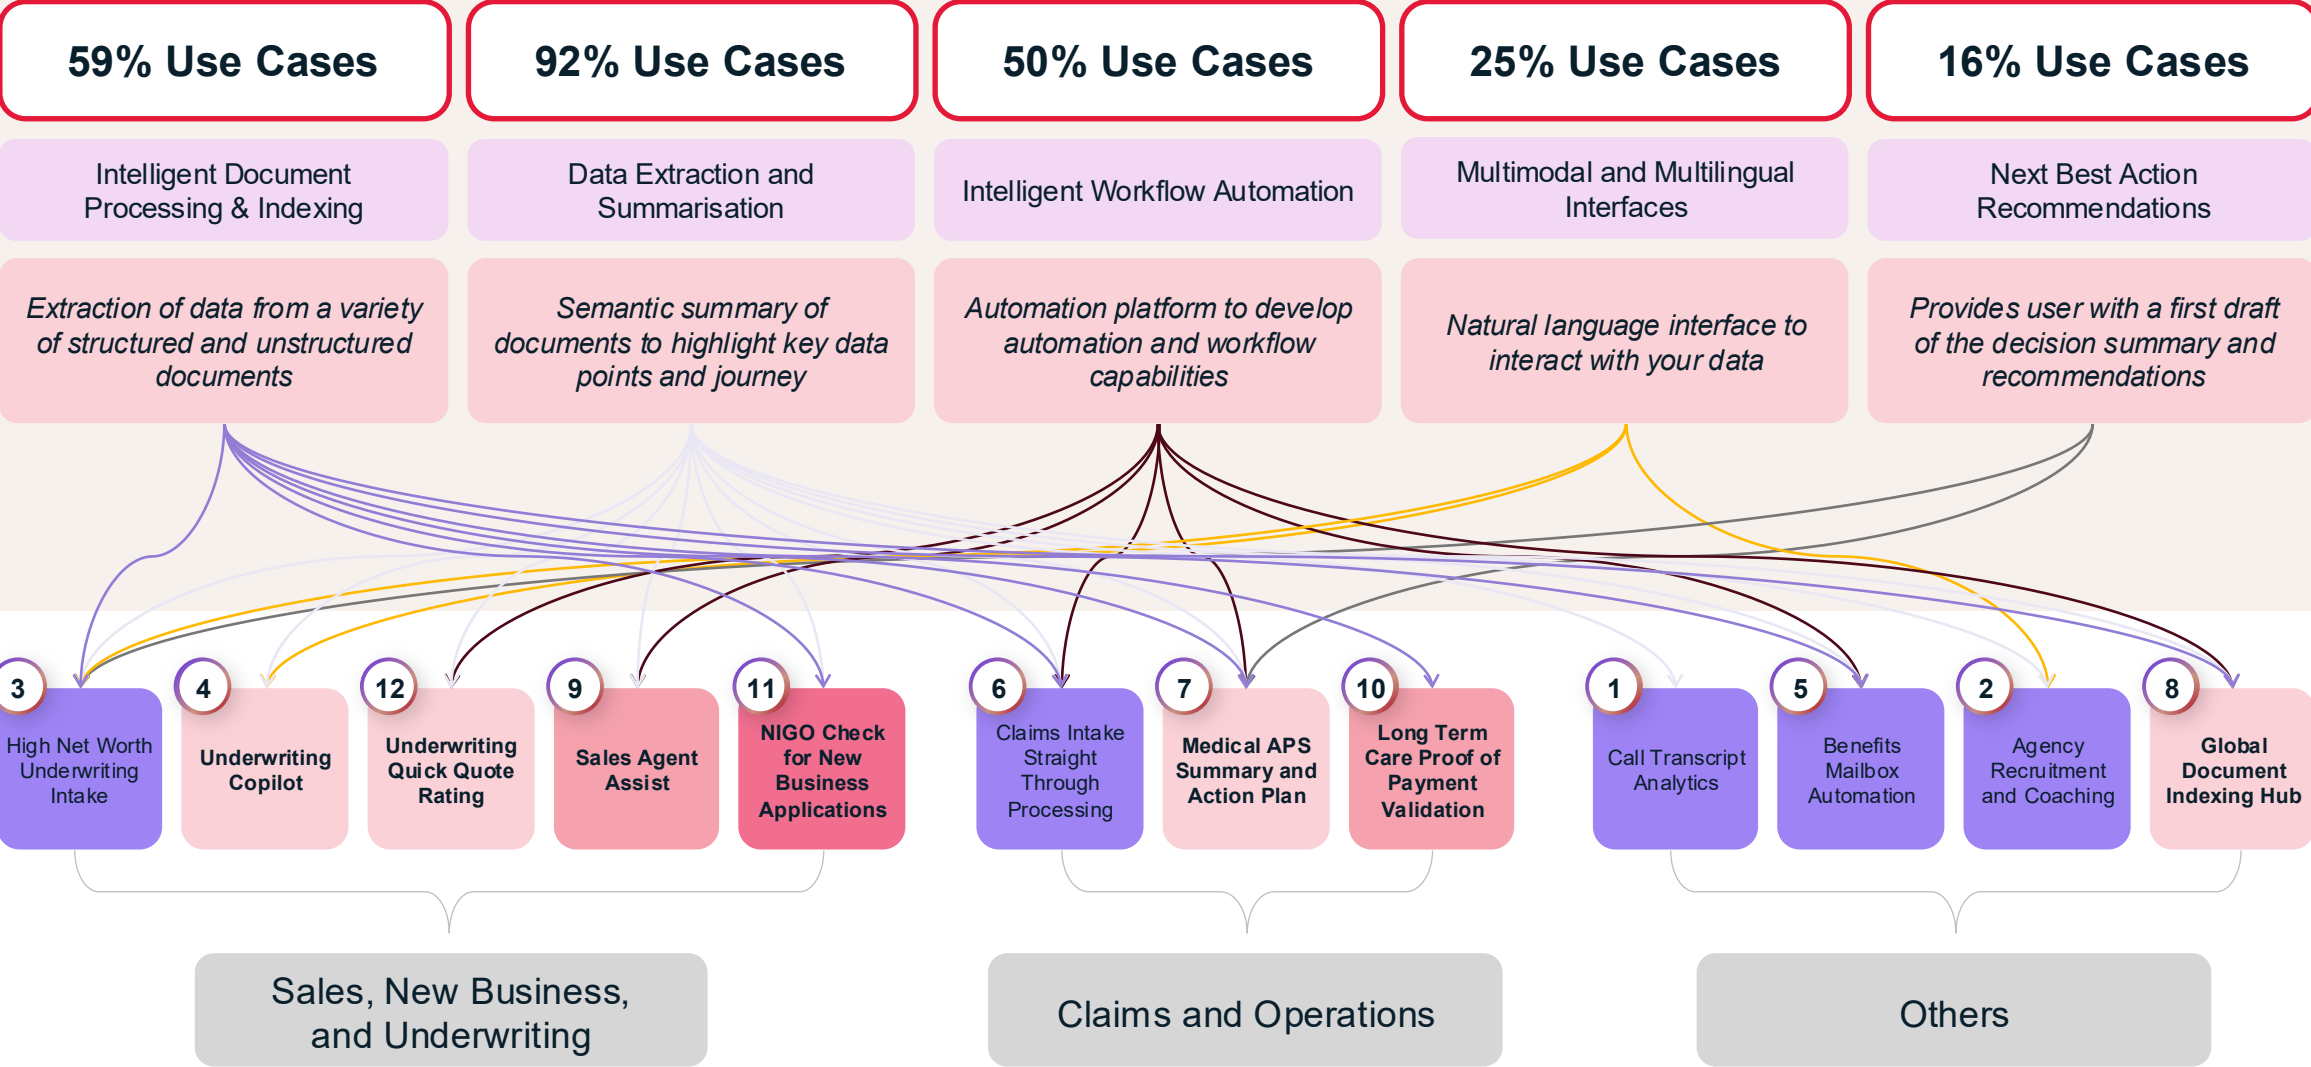 59% Use Cases
92% Use Cases
50% Use Cases
25% Use Cases
16% Use Cases
Intelligent Document
Processing & Indexing
Data Extraction and
Summarisation
Intelligent Workflow Automation
Multimodal and Multilingual
Interfaces
Next Best Action
Recommendations
Extraction of data from a variety
of structured and unstructured
documents
Semantic summary of
documents to highlight key data
points and journey
Automation platform to develop
automation and workflow
capabilities
Natural language interface to
interact with your data
Provides user with a first draft
of the decision summary and
recommendations
3
High Net Worth
Underwriting
Intake
4
Underwriting
Copilot
12
Underwriting
Quick Quote
Rating
9
Sales Agent
Assist
11
NIGO Check
for New
Business
Applications
6
Claims Intake
Straight
Through
Processing
7
Medical APS
Summary and
Action Plan
10
Long Term
Care Proof of
Payment
Validation
1
Call Transcript
Analytics
5
Benefits
Mailbox
Automation
2
Agency
Recruitment
and Coaching
8
Global
Document
Indexing Hub
Sales, New Business,
and Underwriting
Claims and Operations
Others